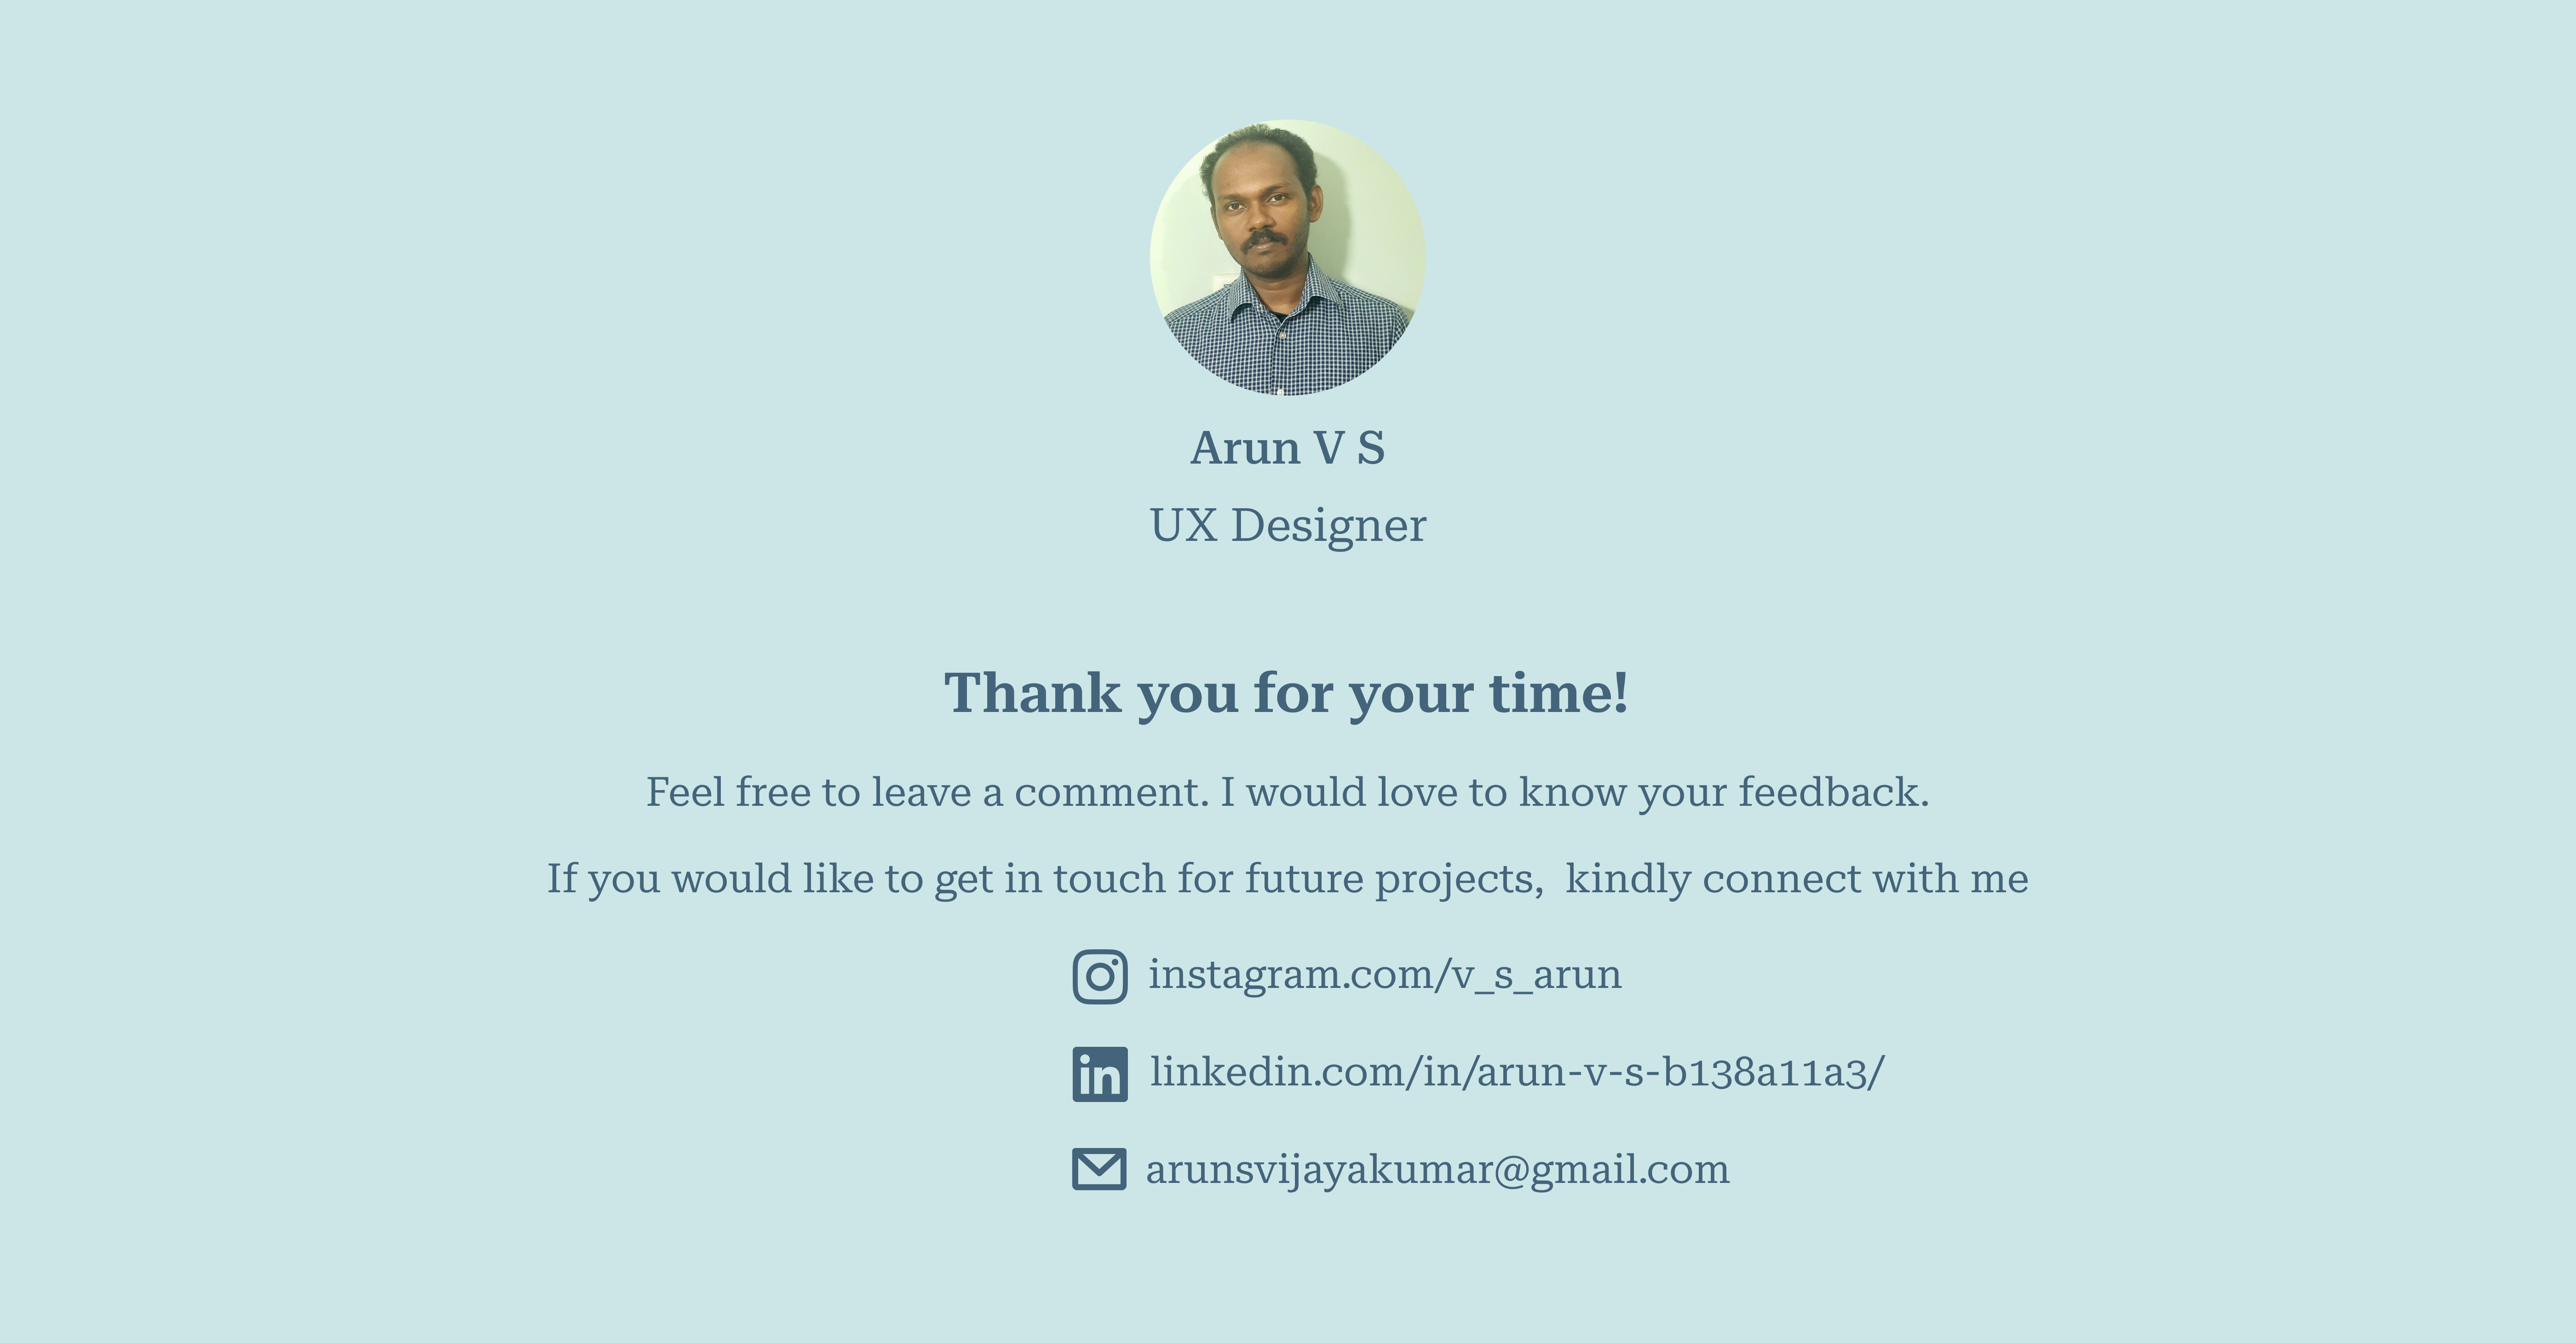 Arun V S
UX Designer
Thank you for your time!
Feel free to leave a comment. I would love to know your feedback.
If you would like to get in touch for future projects,  kindly connect with me
instagram.com/v_s_arun
in linkedin.com/in/arun-v-s-b138a11a3/
arunsvijayakumar@gmail.com